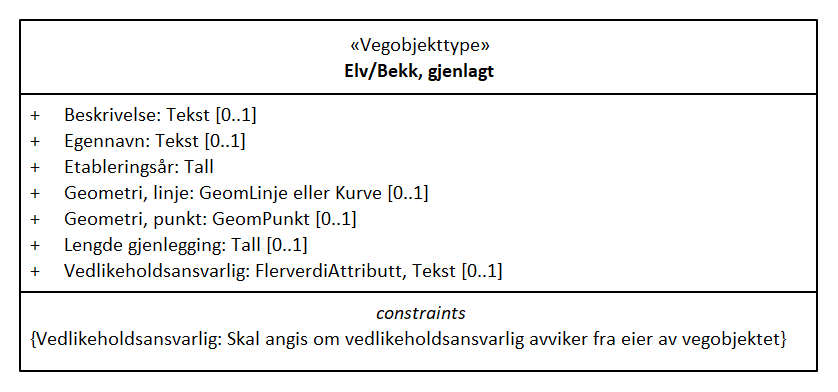 «Vegobjekttype»
Elv/Bekk, gjenlagt
+ Beskrivelse: Tekst [0..1]
+ Egennavn: Tekst [0..1]
+ Etableringsår: Tall
+ Geometri, linje: GeomLinje eller Kurve [0..1]
+ Geometri, punkt: GeomPunkt [0..1]
+ Lengde gjenlegging: Tall [0..1]
+ Vedlikeholdsansvarlig: FlerverdiAttributt, Tekst [0..1]
constraints
{Vedlikeholdsansvarlig: Skal angis om vedlikeholdsansvarlig avviker fra eier av vegobjektet}